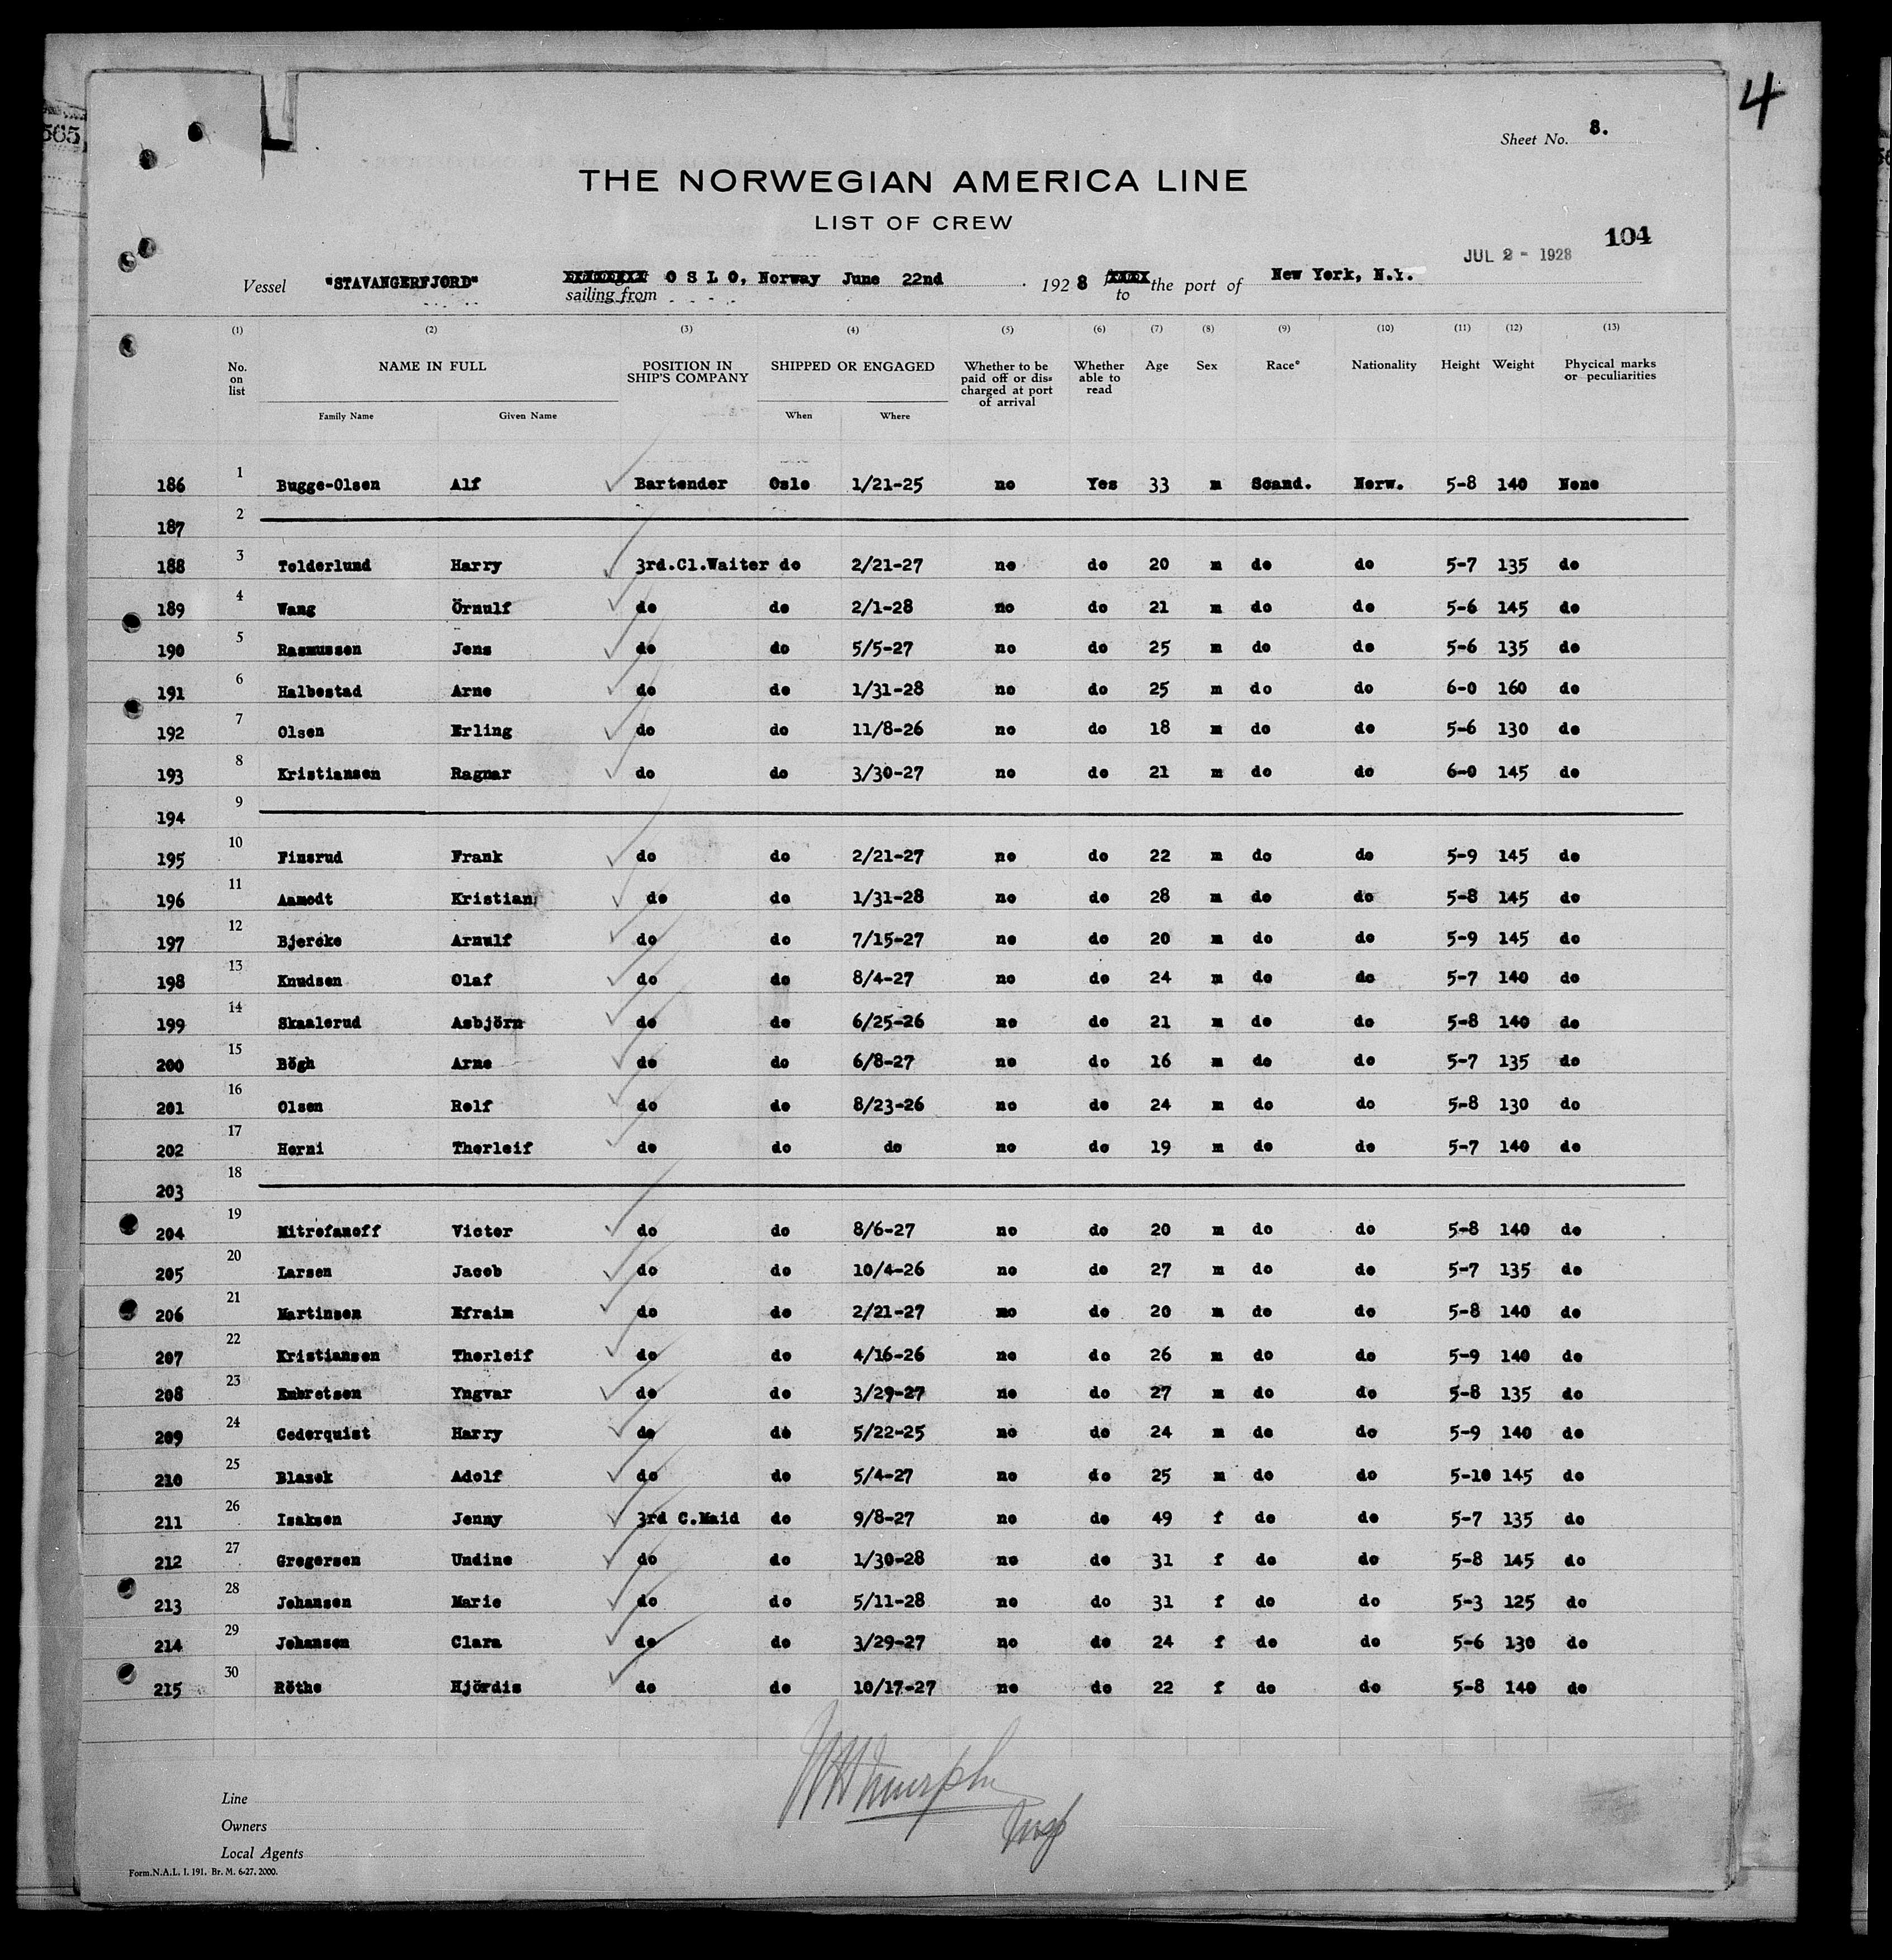 4
565
Sheet No. 8.
THE NORWEGIAN AMERICA LINE
LIST OF CREW
104
JUL 2 - 1928
Vessel "STAVANGERFJORD" sailing from O S L O, Norway June 22nd 1928 to the port of New York, N.Y.
(1) (2) (3) (4) (5) (6) (7) (8) (9) (10) (11) (12) (13)
No. on list NAME IN FULL POSITION IN SHIP'S COMPANY SHIPPED OR ENGAGED Whether to be paid off or discharged at port of arrival Whether able to read Age Sex Race* Nationality Height Weight Phycical marks or peculiarities
Family Name Given Name When Where
186 1 Bugge-Olsen Alf Bartender Oslo 1/21-25 no Yes 33 m Scand. Norw. 5-8 140 None
187 2
188 3 Tolderlund Harry 3rd.Cl.Waiter do 2/21-27 no do 20 m do do 5-7 135 do
189 4 Wang Örnulf do do 2/1-28 no do 21 m do do 5-6 145 do
190 5 Rasmussen Jens do do 5/5-27 no do 25 m do do 5-6 135 do
191 6 Halbostad Arne do do 1/31-28 no do 25 m do do 6-0 160 do
192 7 Olsen Erling do do 11/8-26 no do 18 m do do 5-6 130 do
193 8 Kristiansen Ragnar do do 3/30-27 no do 21 m do do 6-0 145 do
194 9
195 10 Finsrud Frank do do 2/21-27 no do 22 m do do 5-9 145 do
196 11 Aamodt Kristian do do 1/31-28 no do 28 m do do 5-8 145 do
197 12 Bjercke Arnulf do do 7/15-27 no do 20 m do do 5-9 145 do
198 13 Knudsen Olaf do do 8/4-27 no do 24 m do do 5-7 140 do
199 14 Skaalerud Asbjörn do do 6/25-26 no do 21 m do do 5-8 140 do
200 15 Bögh Arne do do 6/8-27 no do 16 m do do 5-7 135 do
201 16 Olsen Rolf do do 8/23-26 no do 24 m do do 5-8 130 do
202 17 Horni Thorleif do do do no do 19 m do do 5-7 140 do
203 18
204 19 Mitrofanoff Victor do do 8/6-27 no do 20 m do do 5-8 140 do
205 20 Larsen Jacob do do 10/4-26 no do 27 m do do 5-7 135 do
206 21 Martinsen Efraim do do 2/21-27 no do 20 m do do 5-8 140 do
207 22 Kristiansen Thorleif do do 4/16-26 no do 26 m do do 5-9 140 do
208 23 Embretsen Yngvar do do 3/29-27 no do 27 m do do 5-8 135 do
209 24 Cederquist Harry do do 5/22-25 no do 24 m do do 5-9 140 do
210 25 Blasek Adolf do do 5/4-27 no do 25 m do do 5-10 145 do
211 26 Isaksen Jenny 3rd C.Maid do 9/8-27 no do 49 f do do 5-7 135 do
212 27 Gregersen Undine do do 1/30-28 no do 31 f do do 5-8 145 do
213 28 Johansen Marie do do 5/11-28 no do 31 f do do 5-3 125 do
214 29 Johansen Clara do do 3/29-27 no do 24 f do do 5-6 130 do
215 30 Röthe Hjördis do do 10/17-27 no do 22 f do do 5-8 140 do
Murphy
Insp
Line
Owners
Local Agents
Form.N.A.L. I. 191. Br. M. 6-27. 2000.